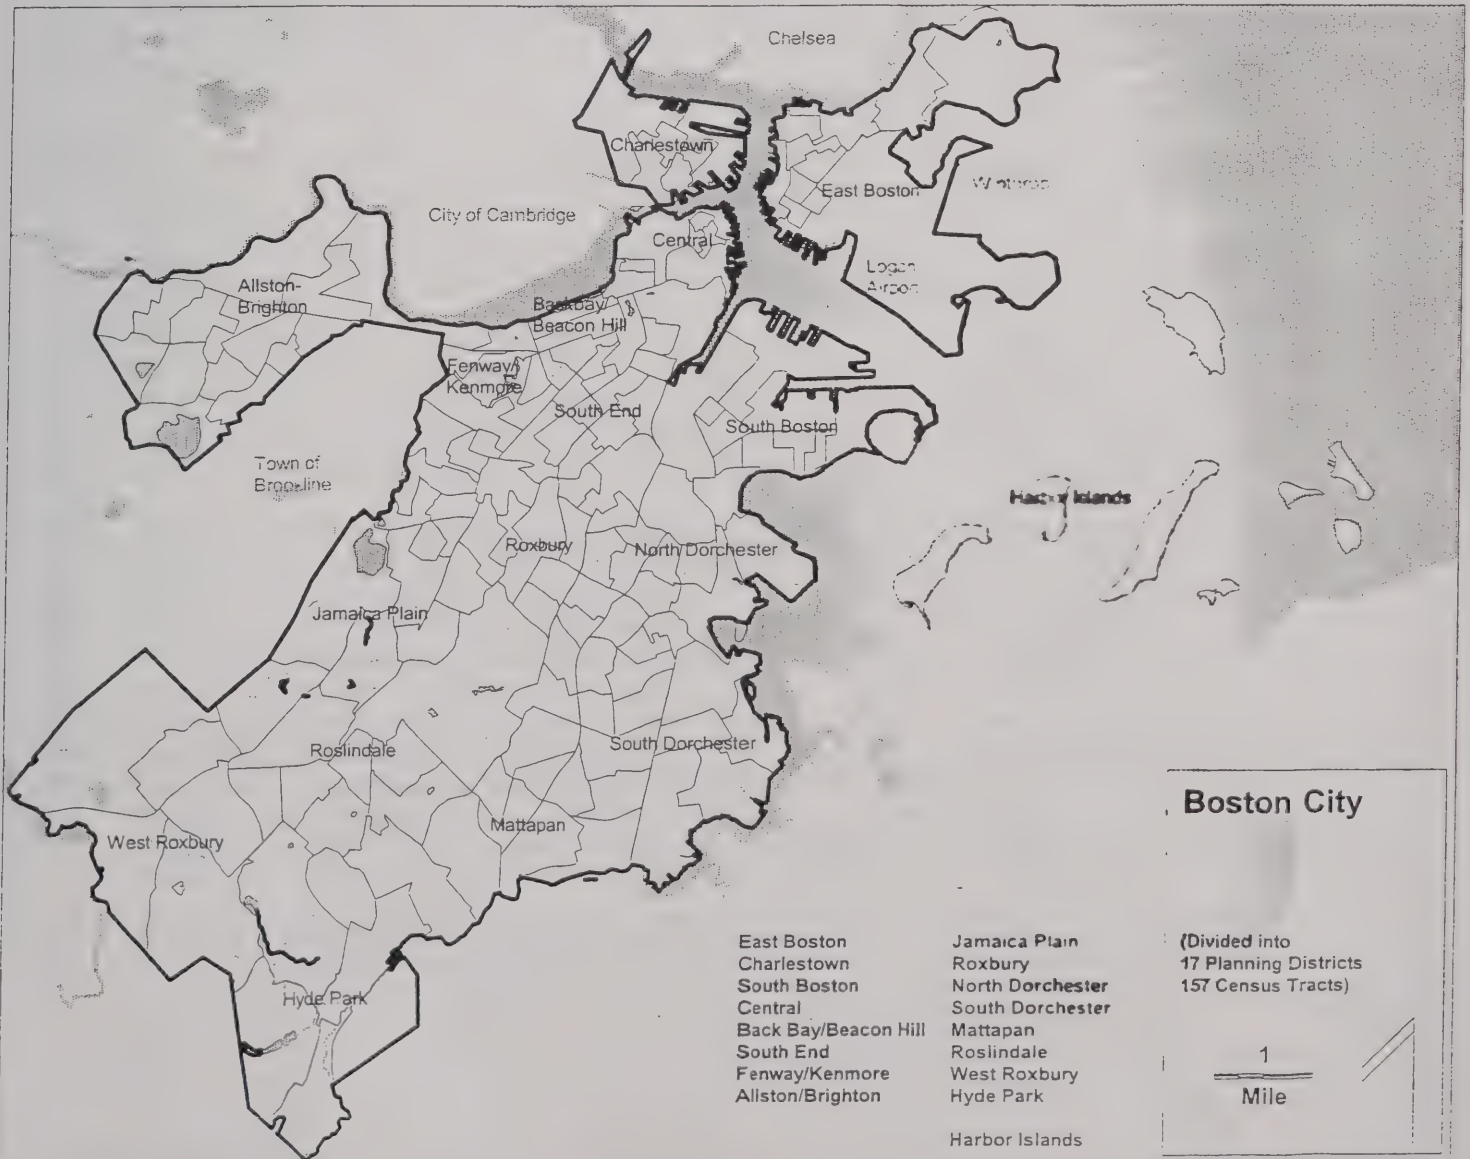 Chelsea
Charlestown
East Boston
Winthrop
City of Cambridge
Central
Logan
Airport
Allston-
Brighton
Backbay/
Beacon Hill
Fenway/
Kenmore
South End
South Boston
Town of
Brookline
Harbor Islands
Roxbury
North Dorchester
Jamaica Plain
Roslindale
South Dorchester
Mattapan
West Roxbury
Hyde Park
East Boston
Charlestown
South Boston
Central
Back Bay/Beacon Hill
South End
Fenway/Kenmore
Allston/Brighton
Jamaica Plain
Roxbury
North Dorchester
South Dorchester
Mattapan
Roslindale
West Roxbury
Hyde Park
Harbor Islands
Boston City
(Divided into
17 Planning Districts
157 Census Tracts)
1
Mile